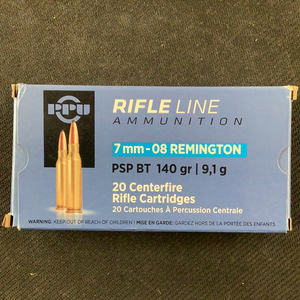 PPU
RIFLE LINE
AMMUNITION
7 mm-08 REMINGTON
PSP BT 140 gr | 9,1 g
20 Centerfire
Rifle Cartridges
20 Cartouches À Percussion Centrale
WARNING: KEEP OUT OF REACH OF CHILDREN! / MISE EN GARDE: GARDEZ HORS DE LA PORTÉE DES ENFANTS